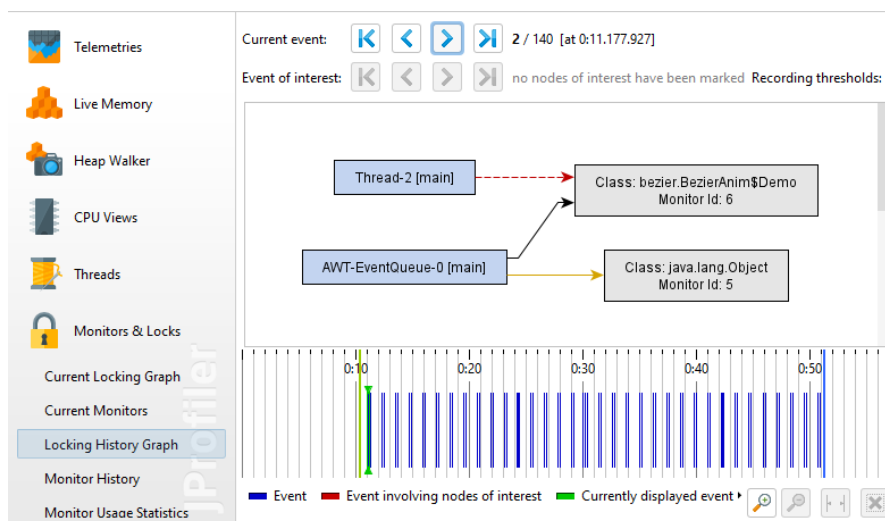 Telemetries
Live Memory
Heap Walker
CPU Views
Threads
Monitors & Locks
Current Locking Graph
Current Monitors
Locking History Graph
Monitor History
Monitor Usage Statistics
JProfiler
Current event: 2 / 140 [at 0:11.177.927]
Event of interest: no nodes of interest have been marked Recording thresholds:
Thread-2 [main]
Class: bezier.BezierAnim$Demo
Monitor Id: 6
AWT-EventQueue-0 [main]
Class: java.lang.Object
Monitor Id: 5
0:10 0:20 0:30 0:40 0:50
Event Event involving nodes of interest Currently displayed event